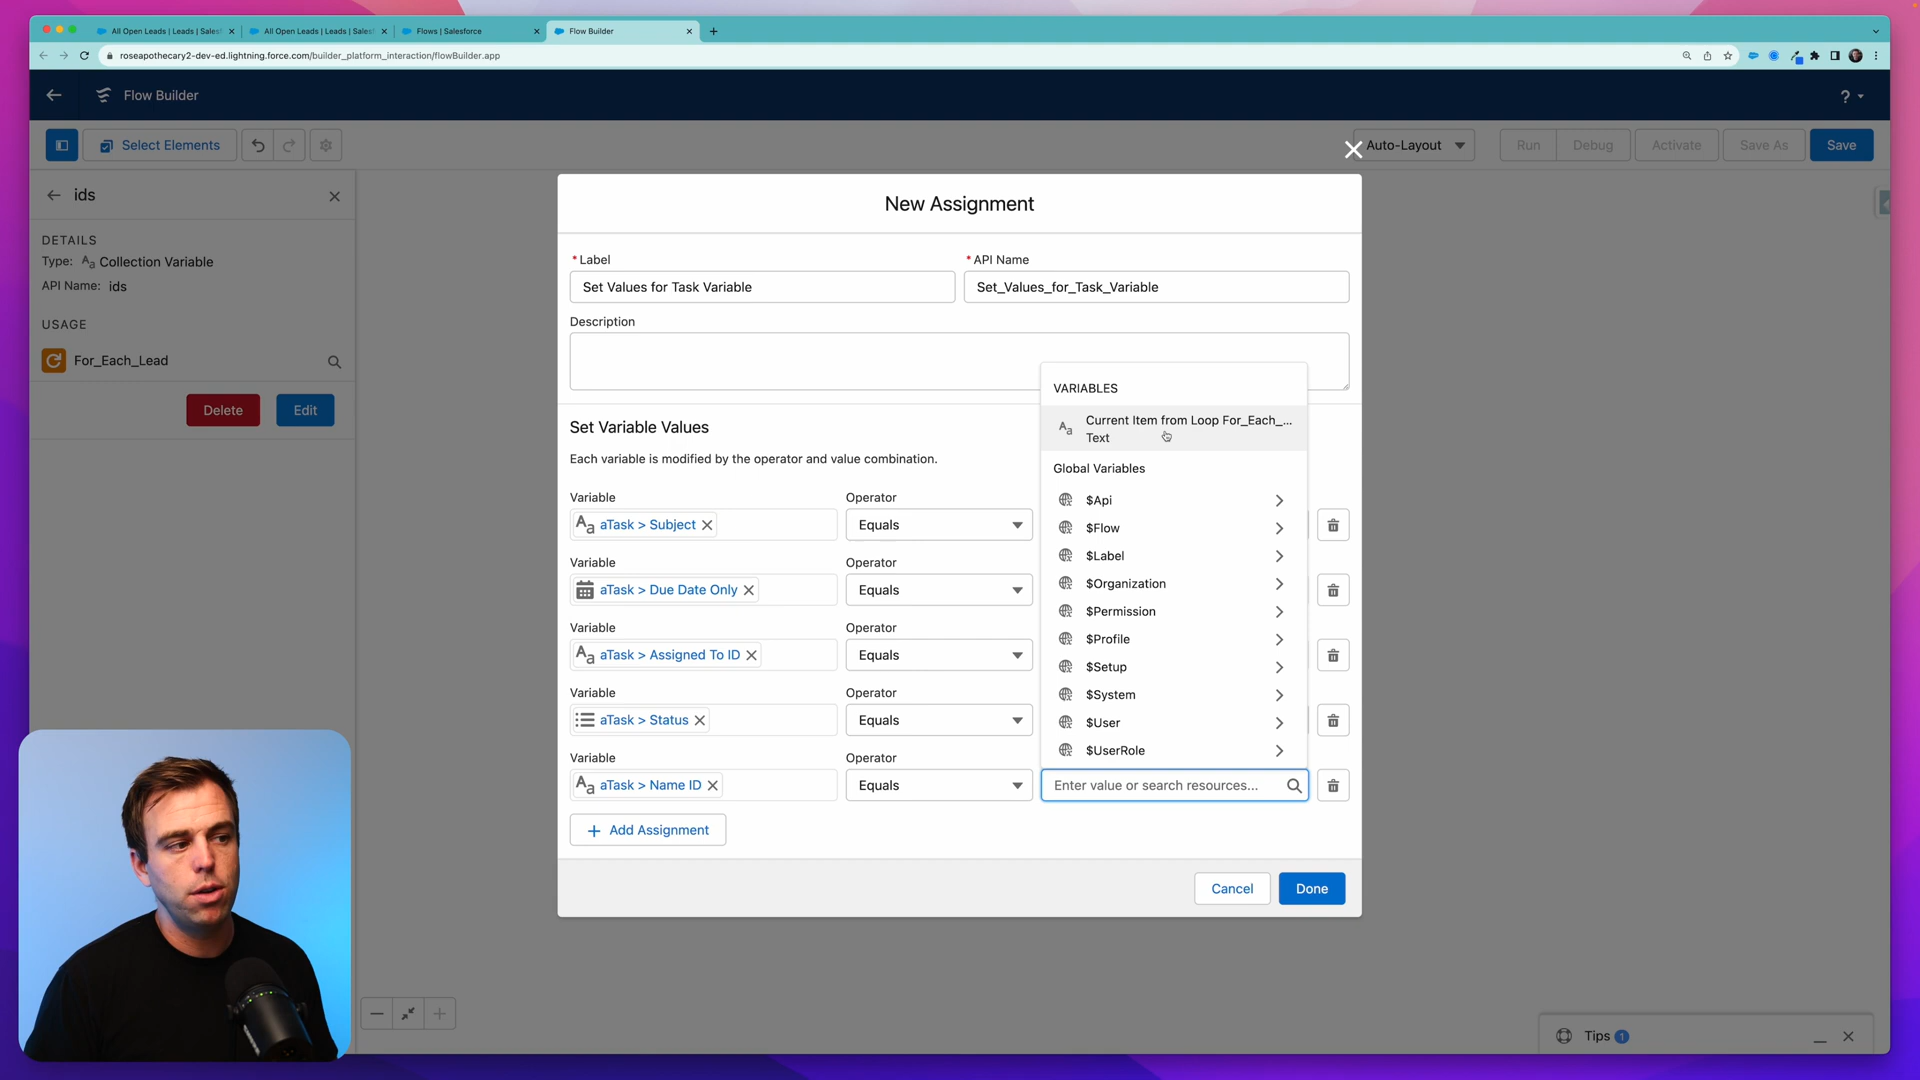 All Open Leads | Leads | Sales
All Open Leads | Leads | Sales
Flows | Salesforce
Flow Builder
roseapothecary2-dev-ed.lightning.force.com/builder_platform_interaction/flowBuilder.app
Flow Builder
?
Select Elements
Auto-Layout
Run
Debug
Activate
Save As
Save
ids
DETAILS
Type: Aa Collection Variable
API Name: ids
USAGE
For_Each_Lead
Delete
Edit
New Assignment
* Label
* API Name
Set Values for Task Variable
Set_Values_for_Task_Variable
Description
Set Variable Values
Each variable is modified by the operator and value combination.
Variable
Operator
Aa aTask > Subject
Equals
Variable
Operator
aTask > Due Date Only
Equals
Variable
Operator
Aa aTask > Assigned To ID
Equals
Variable
Operator
aTask > Status
Equals
Variable
Operator
Aa aTask > Name ID
Equals
VARIABLES
Aa Current Item from Loop For_Each_...
Text
Global Variables
$Api
$Flow
$Label
$Organization
$Permission
$Profile
$Setup
$System
$User
$UserRole
Enter value or search resources...
Add Assignment
Cancel
Done
Tips 1